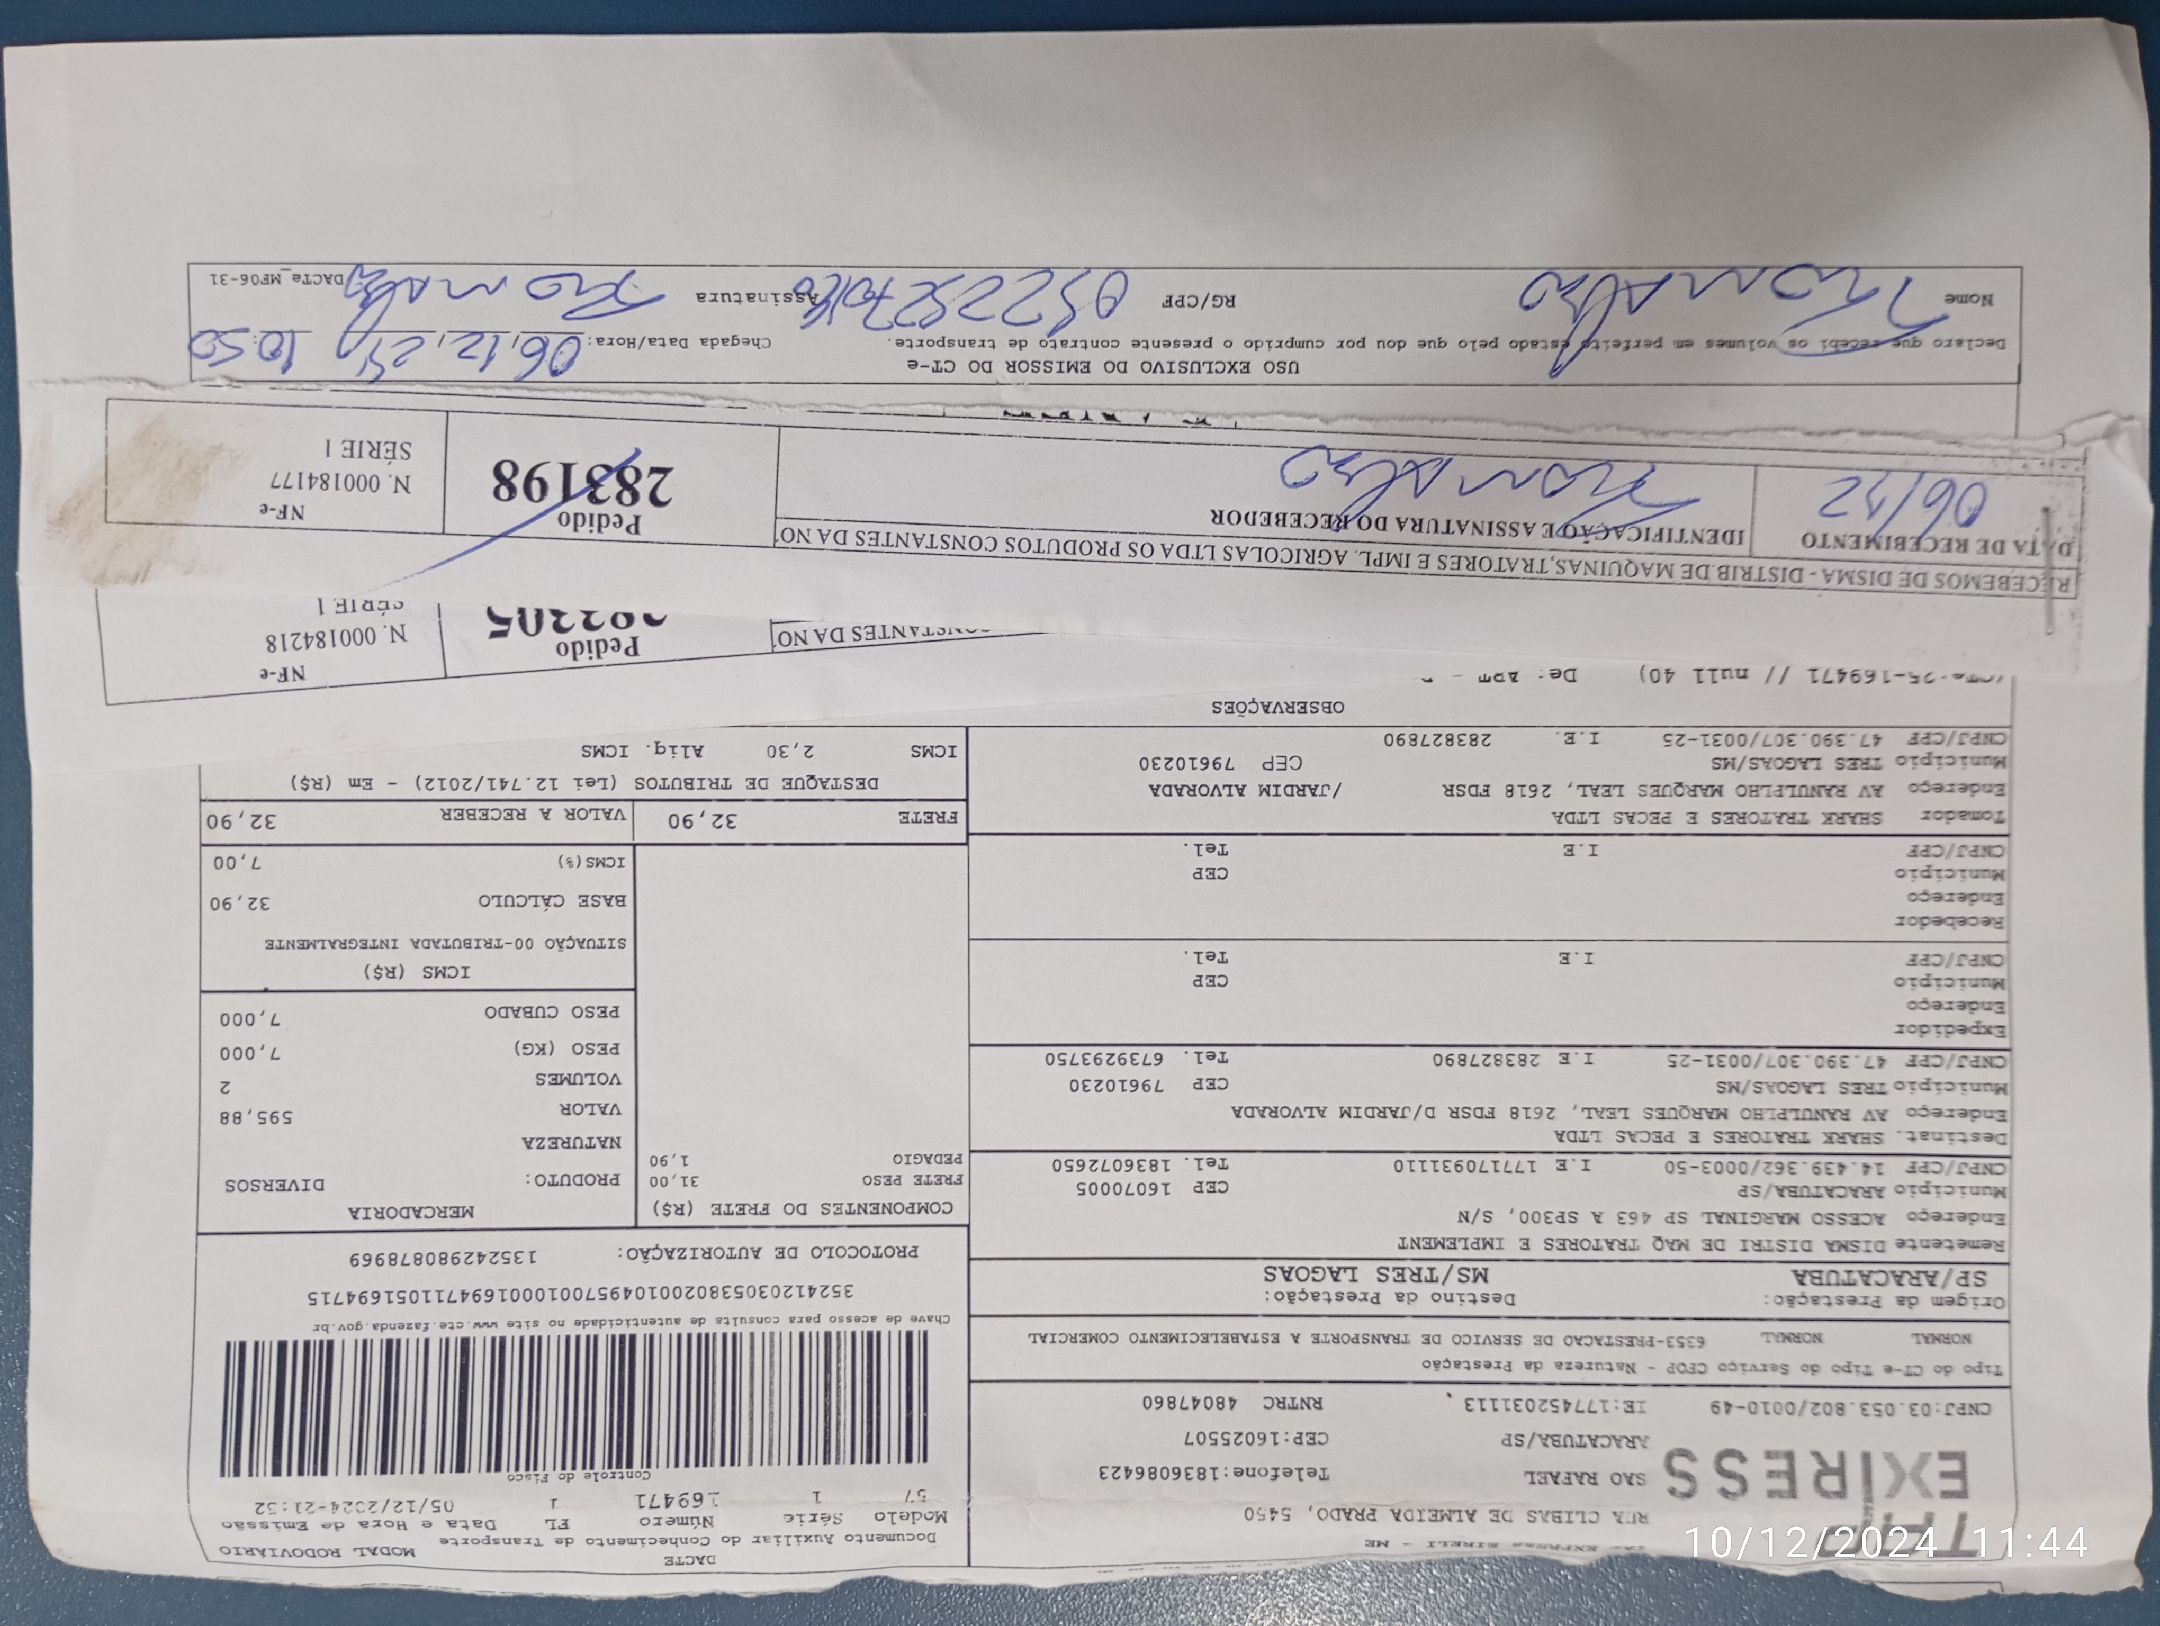 DACTE
Documento Auxiliar do Conhecimento de Transporte MODAL RODOVIÁRIO
Modelo Série Número FL Data e Hora de Emissão
57 1 169471 1 05/12/2024-21:32
Controle do Fisco
Chave de acesso para consulta de autenticidade no site www.cte.fazenda.gov.br
35241203053802001049570010001694711051694715
PROTOCOLO DE AUTORIZAÇÃO: 135242980878969
EIRELI - ME
EXPRESS
RUA CLIBAS DE ALMEIDA PRADO, 5450
SAO RAFAEL Telefone:1836086423
ARACATUBA/SP CEP:16025507
CNPJ:03.053.802/0010-49 IE:177452031113 RNTRC 48047860
Tipo do CT-e Tipo do Serviço CFOP - Natureza da Prestação
NORMAL NORMAL 6353-PRESTACAO DE SERVICO DE TRANSPORTE A ESTABELECIMENTO COMERCIAL
Origem da Prestação: Destino da Prestação:
SP/ARACATUBA MS/TRES LAGOAS
Remetente DISMA DISTRI DE MAQ TRATORES E IMPLEMENT
Endereço ACESSO MARGINAL SP 463 A SP300, S/N
Município ARACATUBA/SP CEP 16070005
CNPJ/CPF 14.439.362/0003-50 I.E 177170931110 Tel. 1836072650
Destinat. SHARK TRATORES E PECAS LTDA
Endereço AV RANULPLHO MARQUES LEAL, 2618 FDSR D/JARDIM ALVORADA
Município TRES LAGOAS/MS CEP 79610230
CNPJ/CPF 47.390.307/0031-25 I.E 283827890 Tel. 6739293750
Expedidor
Endereço
Município CEP
CNPJ/CPF I.E Tel.
Recebedor
Endereço
Município CEP
CNPJ/CPF I.E Tel.
Tomador SHARK TRATORES E PECAS LTDA
Endereço AV RANULFLHO MARQUES LEAL, 2618 FDSR /JARDIM ALVORADA
Município TRES LAGOAS/MS CEP 79610230
CNPJ/CPF 47.390.307/0031-25 I.E. 283827890
COMPONENTES DO FRETE (R$)
FRETE PESO 31,00
PEDAGIO 1,90
MERCADORIA
PRODUTO: DIVERSOS
NATUREZA
VALOR 595,88
VOLUMES 2
PESO (KG) 7,000
PESO CUBADO 7,000
ICMS (R$)
SITUAÇÃO 00-TRIBUTADA INTEGRALMENTE
BASE CÁLCULO 32,90
ICMS(%) 7,00
FRETE 32,90 VALOR A RECEBER 32,90
DESTAQUE DE TRIBUTOS (Lei 12.741/2012) - Em (R$)
ICMS 2,30 Aliq. ICMS
OBSERVAÇÕES
25-169471 // null 40) De:
CONSTANTES DA NO
Pedido
NF-e
N. 000184218
SÉRIE 1
RECEBEMOS DE DISMA - DISTRIB.DE MAQUINAS,TRATORES E IMPL. AGRICOLAS LTDA OS PRODUTOS CONSTANTES DA NO
DATA DE RECEBIMENTO IDENTIFICAÇÃO E ASSINATURA DO RECEBEDOR
06/12
Pedido
283198
NF-e
N. 000184177
SÉRIE 1
USO EXCLUSIVO DO EMISSOR DO CT-e
Declaro que recebi os volumes em perfeito estado pelo que dou por cumprido o presente contrato de transporte. Chegada Data/Hora: 06,12,24 10:50
Nome RG/CPF Assinatura DACTe_MF06-31
10/12/2024 11:44